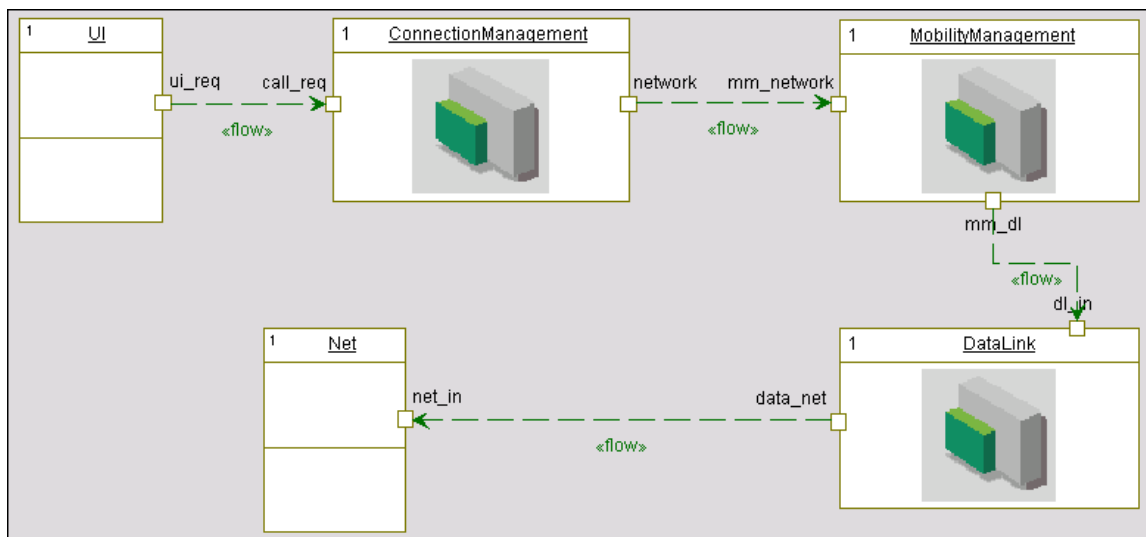 1 UI
1 ConnectionManagement
1 MobilityManagement
ui_req
call_req
network
mm_network
«flow»
«flow»
mm_dl
«flow»
dl_in
1 Net
1 DataLink
net_in
data_net
«flow»